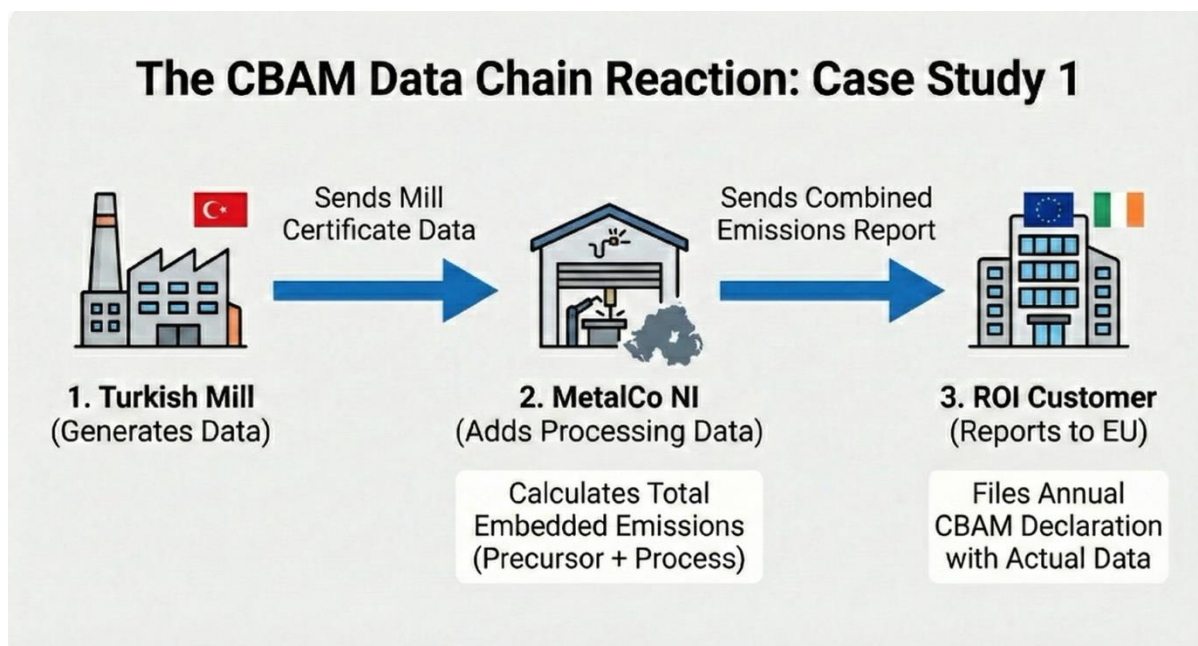 The CBAM Data Chain Reaction: Case Study 1
Sends Mill
Certificate Data
Sends Combined
Emissions Report
1. Turkish Mill
(Generates Data)
2. MetalCo NI
(Adds Processing Data)
Calculates Total
Embedded Emissions
(Precursor + Process)
3. ROI Customer
(Reports to EU)
Files Annual
CBAM Declaration
with Actual Data